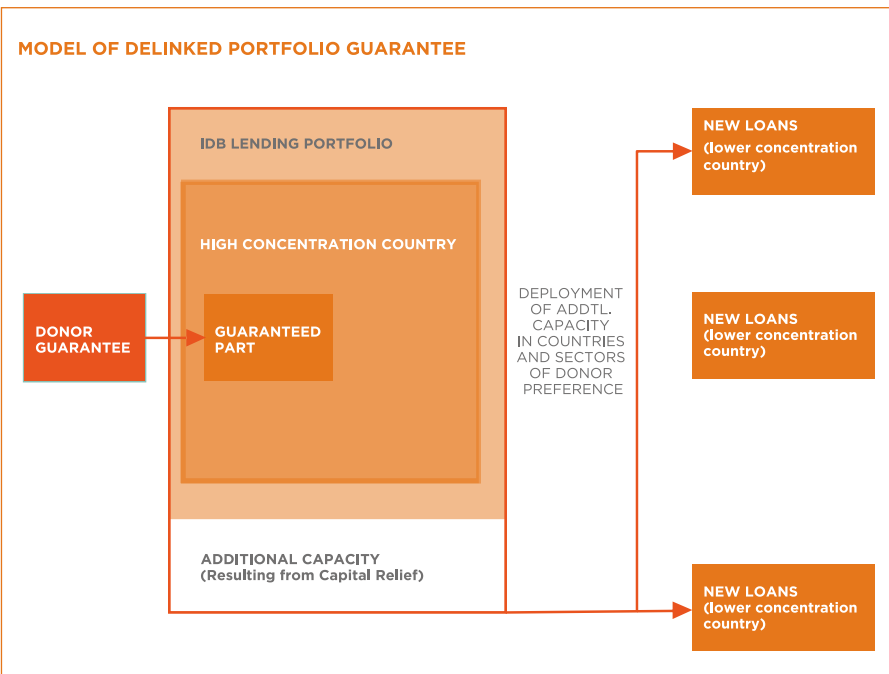 MODEL OF DELINKED PORTFOLIO GUARANTEE
IDB LENDING PORTFOLIO
HIGH CONCENTRATION COUNTRY
DONOR
GUARANTEE
GUARANTEED
PART
ADDITIONAL CAPACITY
(Resulting from Capital Relief)
DEPLOYMENT
OF ADDTL.
CAPACITY
IN COUNTRIES
AND SECTORS
OF DONOR
PREFERENCE
NEW LOANS
(lower concentration
country)
NEW LOANS
(lower concentration
country)
NEW LOANS
(lower concentration
country)